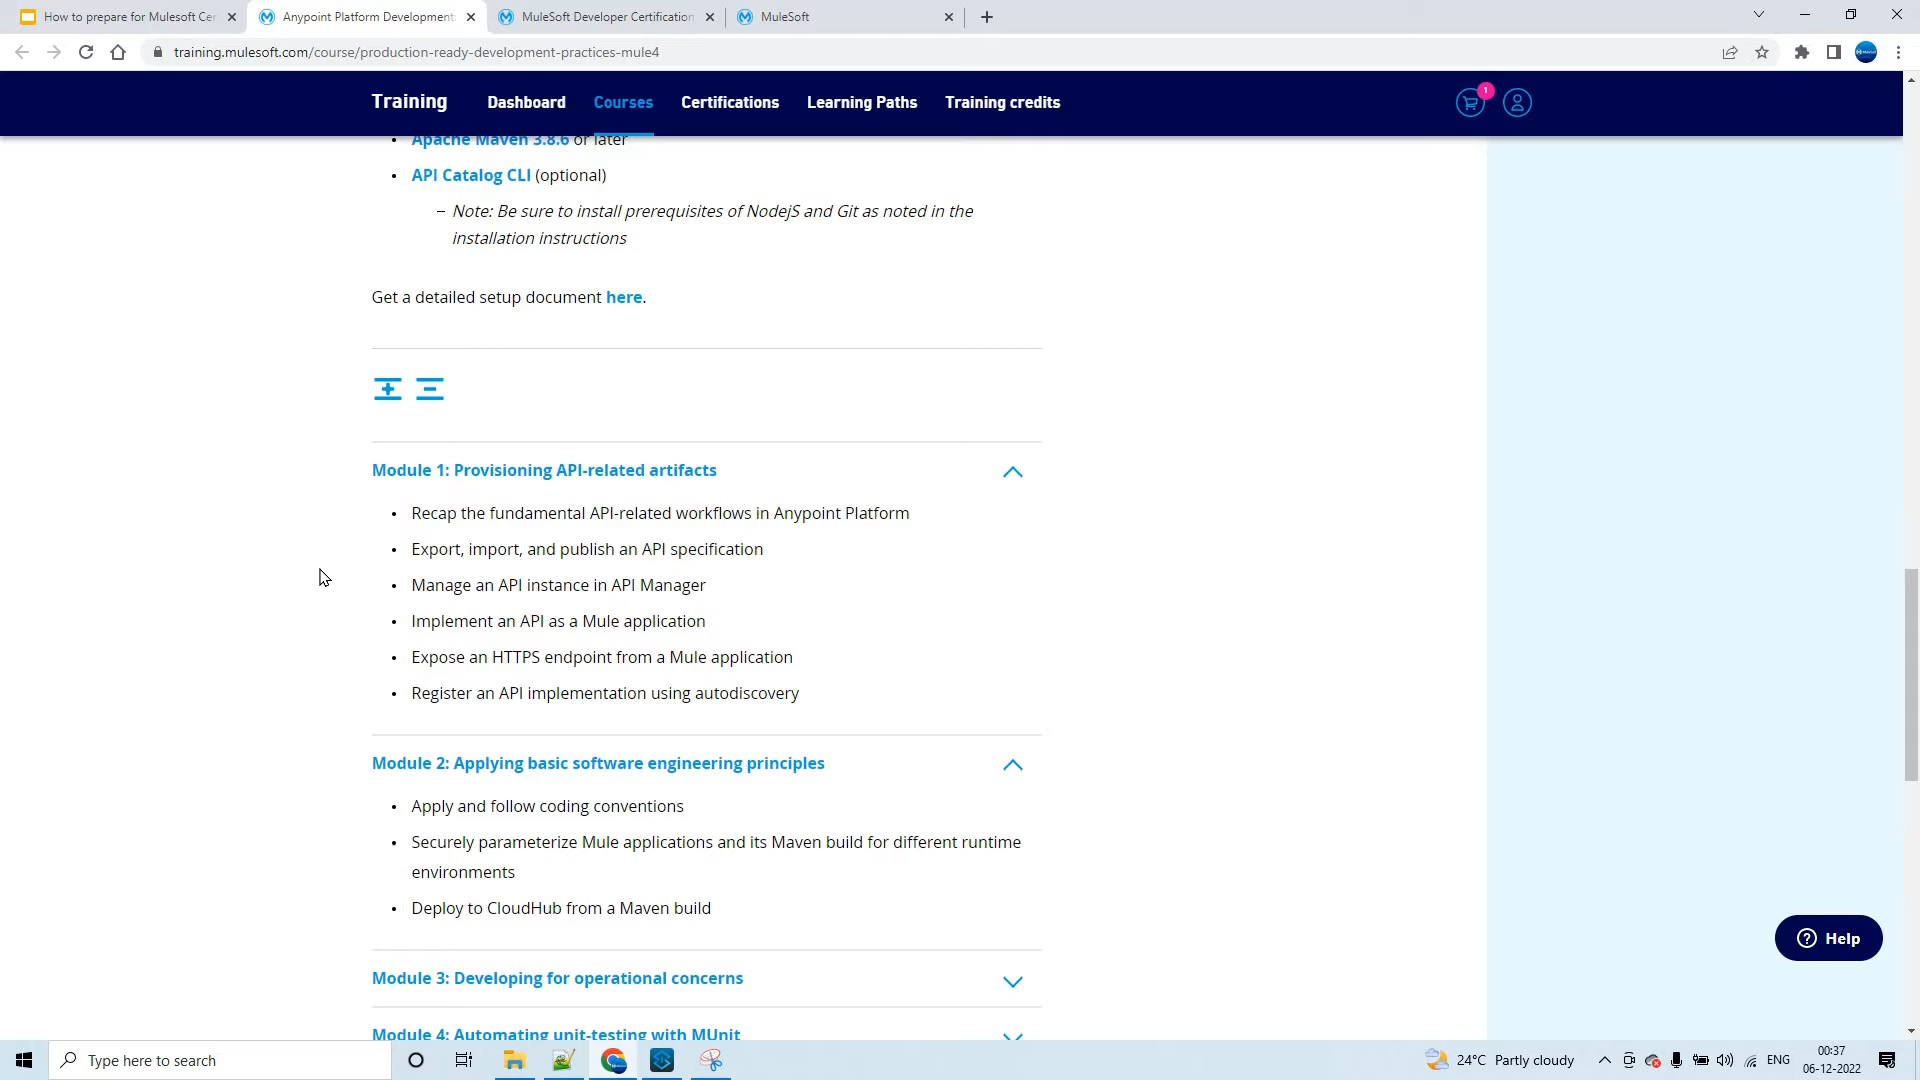 How to prepare for Mulesoft Cer
Anypoint Platform Development
MuleSoft Developer Certification
MuleSoft
training.mulesoft.com/course/production-ready-development-practices-mule4
Training
Dashboard
Courses
Certifications
Learning Paths
Training credits
1
• Apache Maven 3.8.6 or later
• API Catalog CLI (optional)
– Note: Be sure to install prerequisites of NodejS and Git as noted in the
installation instructions
Get a detailed setup document here.
Module 1: Provisioning API-related artifacts
• Recap the fundamental API-related workflows in Anypoint Platform
• Export, import, and publish an API specification
• Manage an API instance in API Manager
• Implement an API as a Mule application
• Expose an HTTPS endpoint from a Mule application
• Register an API implementation using autodiscovery
Module 2: Applying basic software engineering principles
• Apply and follow coding conventions
• Securely parameterize Mule applications and its Maven build for different runtime
environments
• Deploy to CloudHub from a Maven build
Help
Module 3: Developing for operational concerns
Module 4: Automating unit-testing with MUnit
Type here to search
24°C Partly cloudy
ENG
00:37
06-12-2022